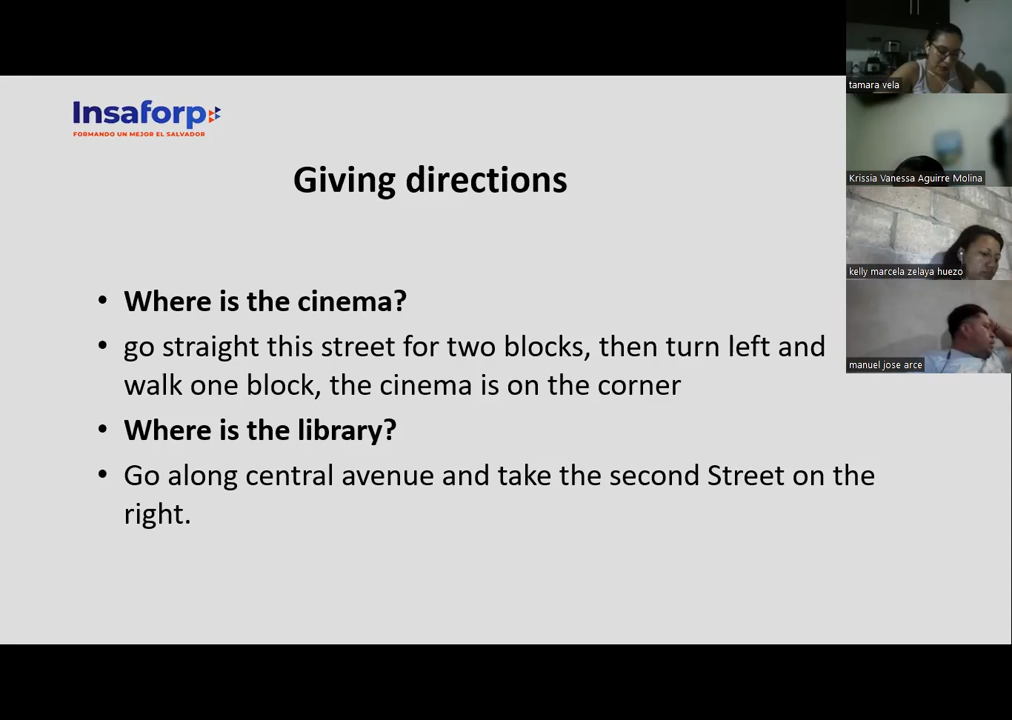 Insaforp
FORMANDO UN MEJOR EL SALVADOR
Giving directions
• Where is the cinema?
• go straight this street for two blocks, then turn left and
walk one block, the cinema is on the corner
• Where is the library?
• Go along central avenue and take the second Street on the
right.
tamara vela
Krissia Vanessa Aguirre Molina
kelly marcela zelaya huezo
manuel jose arce